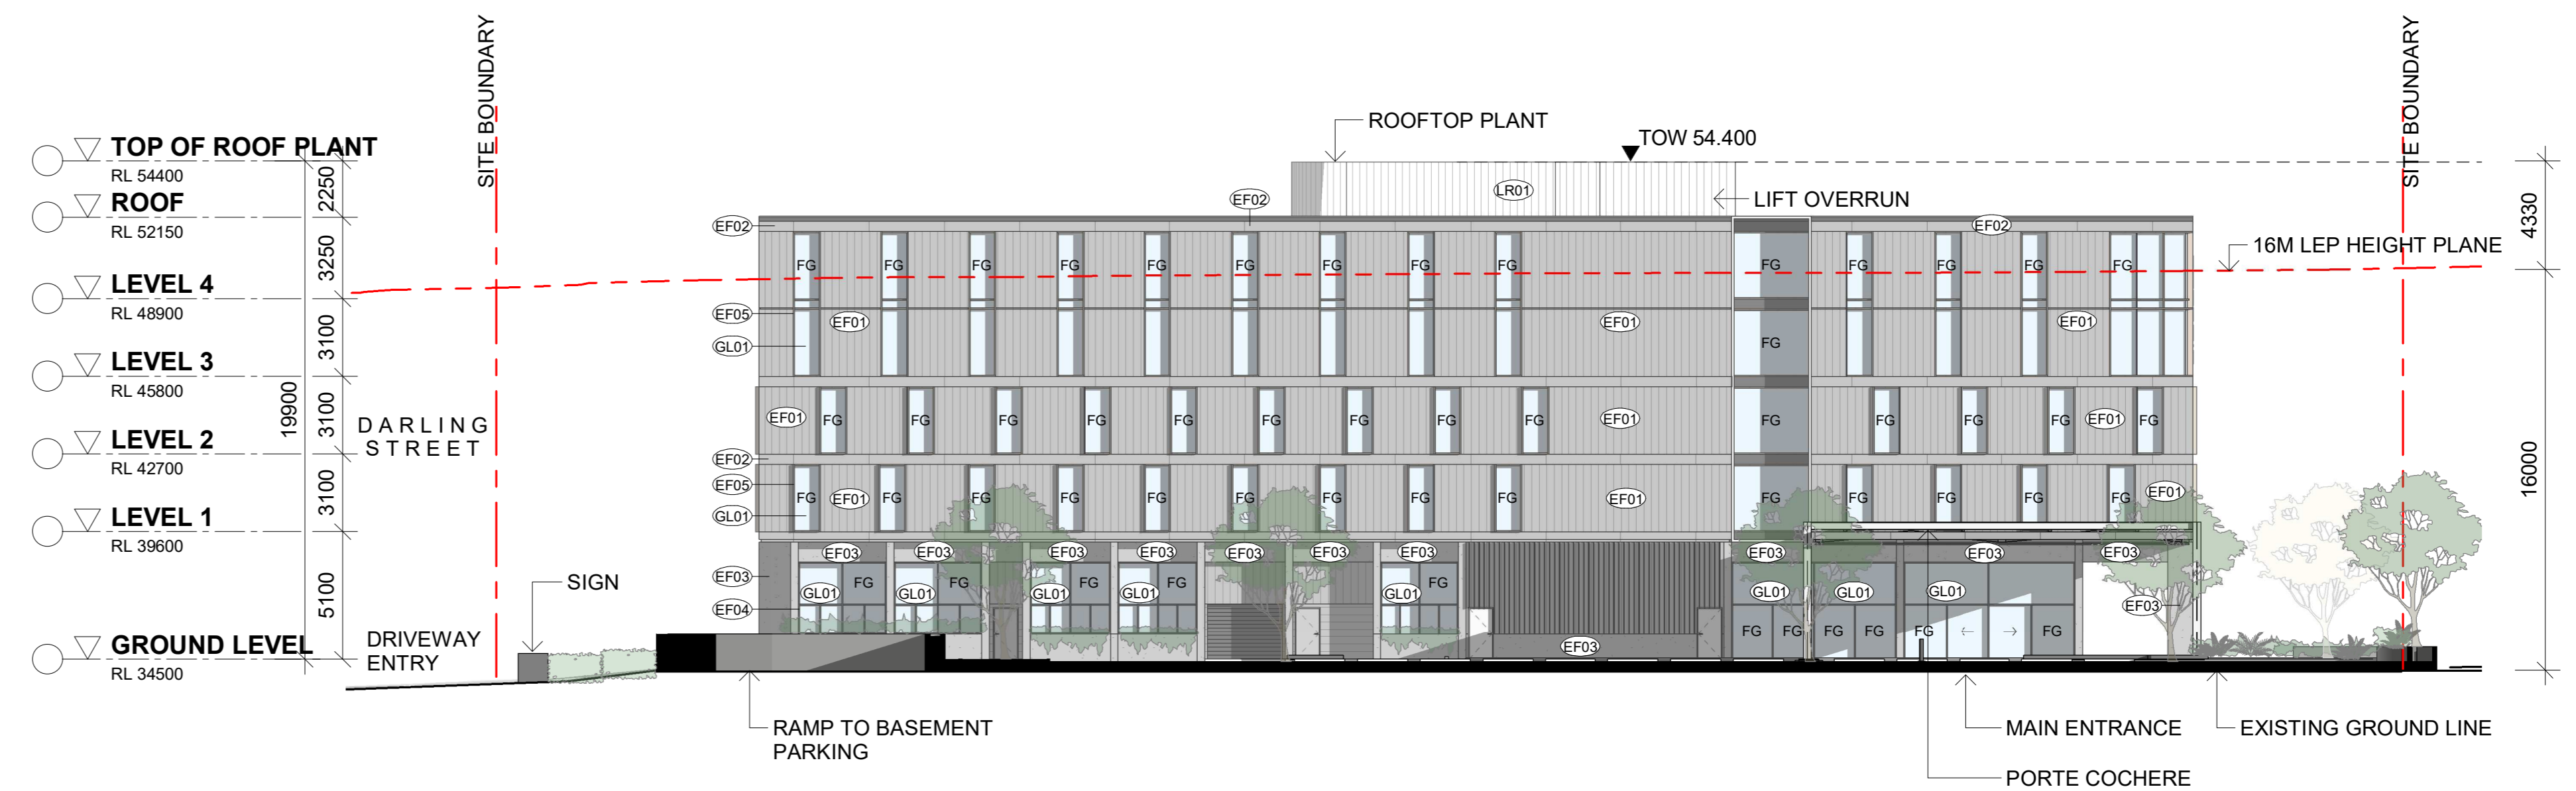 SITE BOUNDARY
SITE BOUNDARY
ROOFTOP PLANT
TOW 54.400
TOP OF ROOF PLANT
RL 54400
2250
LR01
LIFT OVERRUN
EF02
ROOF
RL 52150
4330
EF02
EF02
3250
16M LEP HEIGHT PLANE
FG FG FG FG FG FG FG FG FG FG FG FG FG FG
LEVEL 4
RL 48900
EF05
EF01 EF01 EF01
3100
GL01
FG
LEVEL 3
RL 45800
19900
3100
DARLING
STREET
EF01 FG FG FG FG FG FG FG FG FG EF01 FG FG FG FG EF01 FG
LEVEL 2
RL 42700
EF02
16000
3100
EF05
FG EF01 FG FG FG FG FG FG FG FG EF01 FG FG FG FG FG EF01
GL01
LEVEL 1
RL 39600
EF03 EF03 EF03 EF03 EF03 EF03 EF03 EF03 EF03 EF03
5100
SIGN
EF03
FG FG FG FG FG
GL01 GL01 GL01 GL01 GL01 GL01 GL01 GL01
EF04
EF03
FG FG FG FG FG FG
DRIVEWAY
ENTRY
GROUND LEVEL
RL 34500
EF03
RAMP TO BASEMENT
PARKING
MAIN ENTRANCE
EXISTING GROUND LINE
PORTE COCHERE